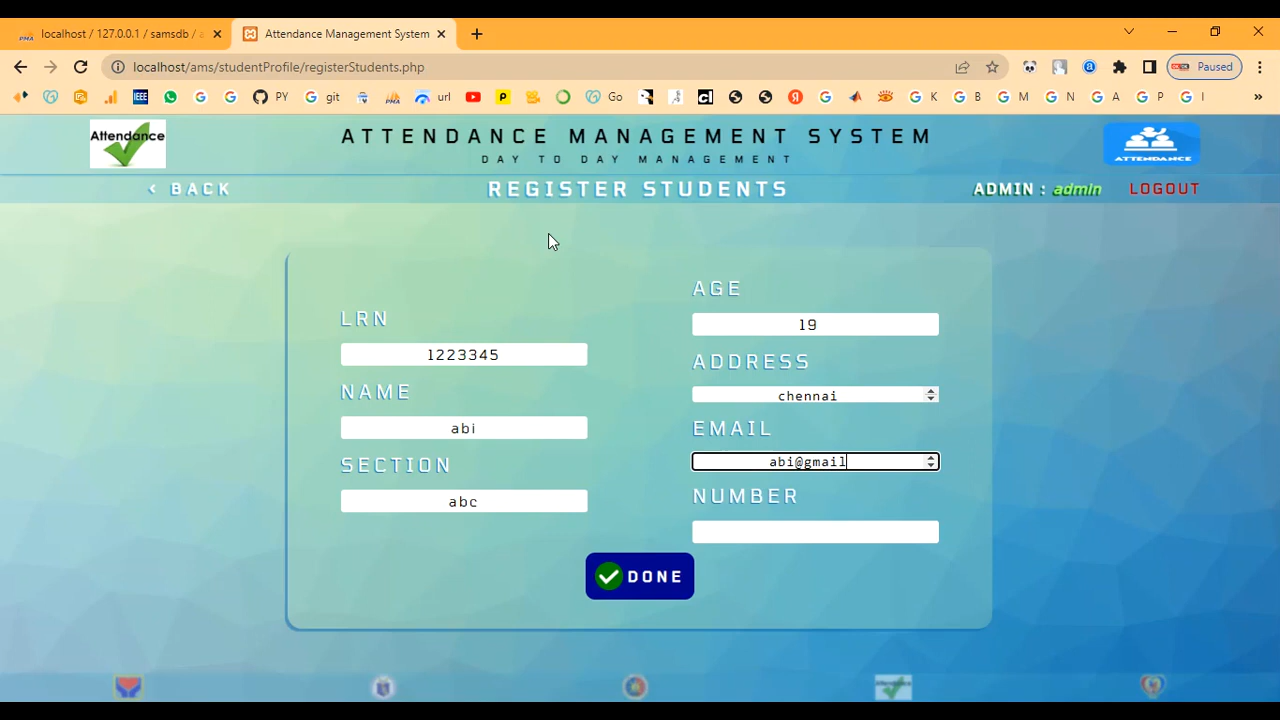 localhost / 127.0.0.1 / samsdb / a
Attendance Management System
localhost/ams/studentProfile/registerStudents.php
Paused
IEEE
PY
git
url
Go
K
B
M
N
A
P
I
Attendance
ATTENDANCE MANAGEMENT SYSTEM
DAY TO DAY MANAGEMENT
ATTENDANCE
< BACK
REGISTER STUDENTS
ADMIN : admin
LOGOUT
LRN
1223345
NAME
abi
SECTION
abc
AGE
19
ADDRESS
chennai
EMAIL
abi@gmail
NUMBER
DONE